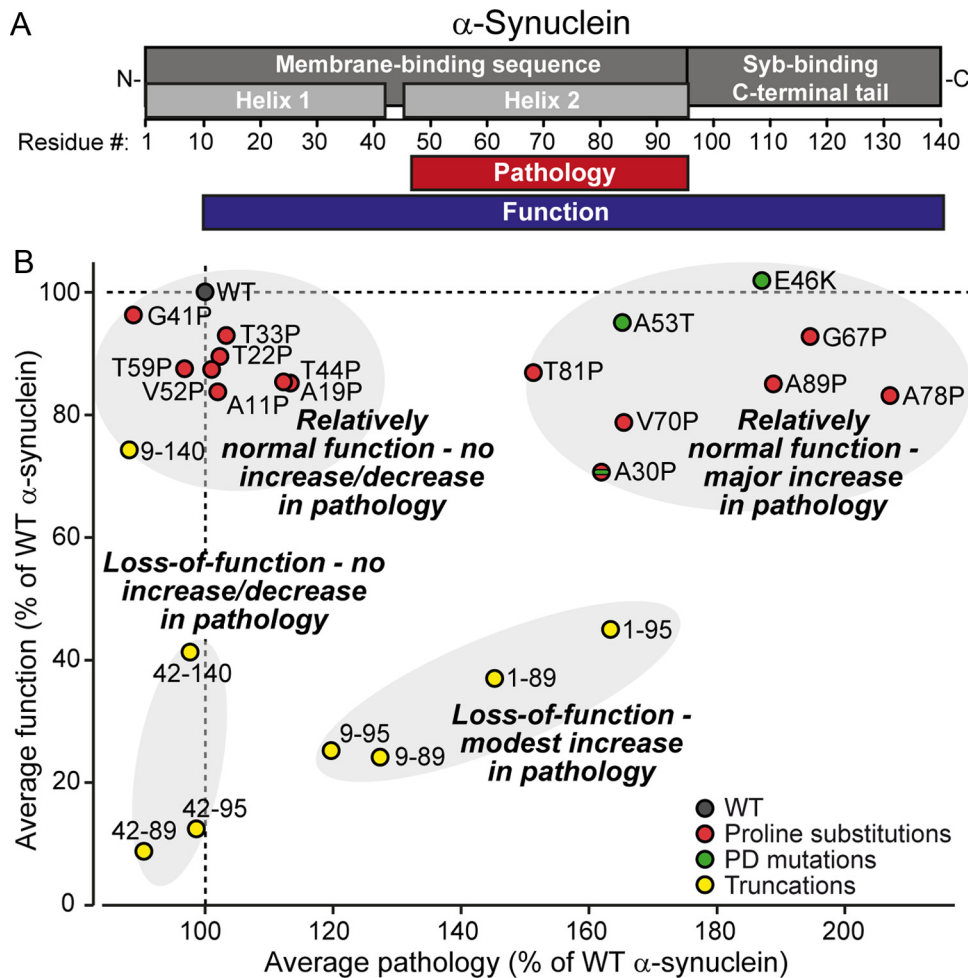 A
α-Synuclein
N-
Membrane-binding sequence
Syb-binding
C-terminal tail
-C
Helix 1
Helix 2
Residue #: 1 10 20 30 40 50 60 70 80 90 100 110 120 130 140
Pathology
Function
B
Average function (% of WT α-synuclein)
100
80
60
40
20
0
WT
E46K
G41P
A53T
T33P
G67P
T22P
T59P
T44P
T81P
A89P
V52P
A19P
A78P
A11P
V70P
9-140
A30P
Relatively
normal function - no
increase/decrease
in pathology
Relatively
normal function -
major increase
in pathology
Loss-of-function - no
increase/decrease
in pathology
42-140
1-95
1-89
9-95
9-89
Loss-of-function -
modest increase
in pathology
42-95
42-89
WT
Proline substitutions
PD mutations
Truncations
100 120 140 160 180 200
Average pathology (% of WT α-synuclein)